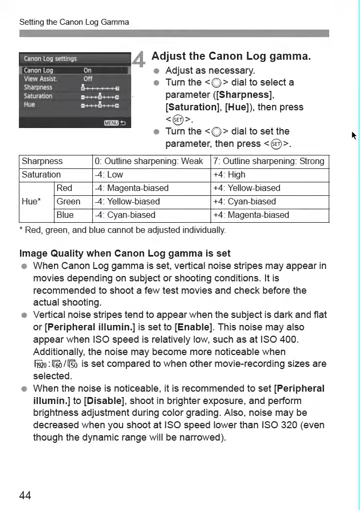 Setting the Canon Log Gamma
Canon Log settings
Canon Log On
View Assist. Off
Sharpness
Saturation
Hue
MENU
4 Adjust the Canon Log gamma.
● Adjust as necessary.
● Turn the < > dial to select a
parameter ([Sharpness],
[Saturation], [Hue]), then press
<SET>.
● Turn the < > dial to set the
parameter, then press <SET>.
Sharpness 0: Outline sharpening: Weak 7: Outline sharpening: Strong
Saturation -4: Low +4: High
Hue* Red -4: Magenta-biased +4: Yellow-biased
Green -4: Yellow-biased +4: Cyan-biased
Blue -4: Cyan-biased +4: Magenta-biased
* Red, green, and blue cannot be adjusted individually.
Image Quality when Canon Log gamma is set
● When Canon Log gamma is set, vertical noise stripes may appear in
movies depending on subject or shooting conditions. It is
recommended to shoot a few test movies and check before the
actual shooting.
● Vertical noise stripes tend to appear when the subject is dark and flat
or [Peripheral illumin.] is set to [Enable]. This noise may also
appear when ISO speed is relatively low, such as at ISO 400.
Additionally, the noise may become more noticeable when
is set compared to when other movie-recording sizes are
selected.
● When the noise is noticeable, it is recommended to set [Peripheral
illumin.] to [Disable], shoot in brighter exposure, and perform
brightness adjustment during color grading. Also, noise may be
decreased when you shoot at ISO speed lower than ISO 320 (even
though the dynamic range will be narrowed).
44